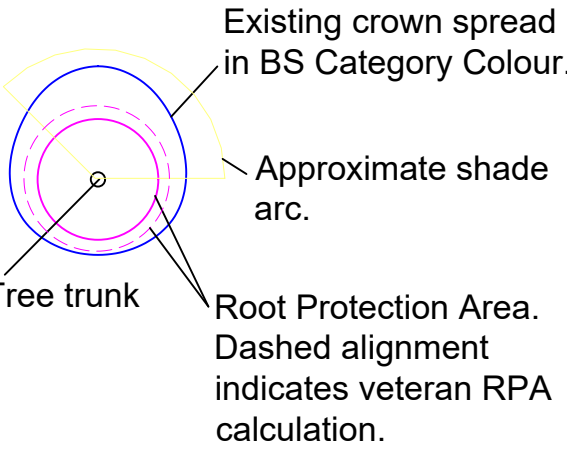 Existing crown spread
in BS Category Colour.
Approximate shade
arc.
Tree trunk
Root Protection Area.
Dashed alignment
indicates veteran RPA
calculation.